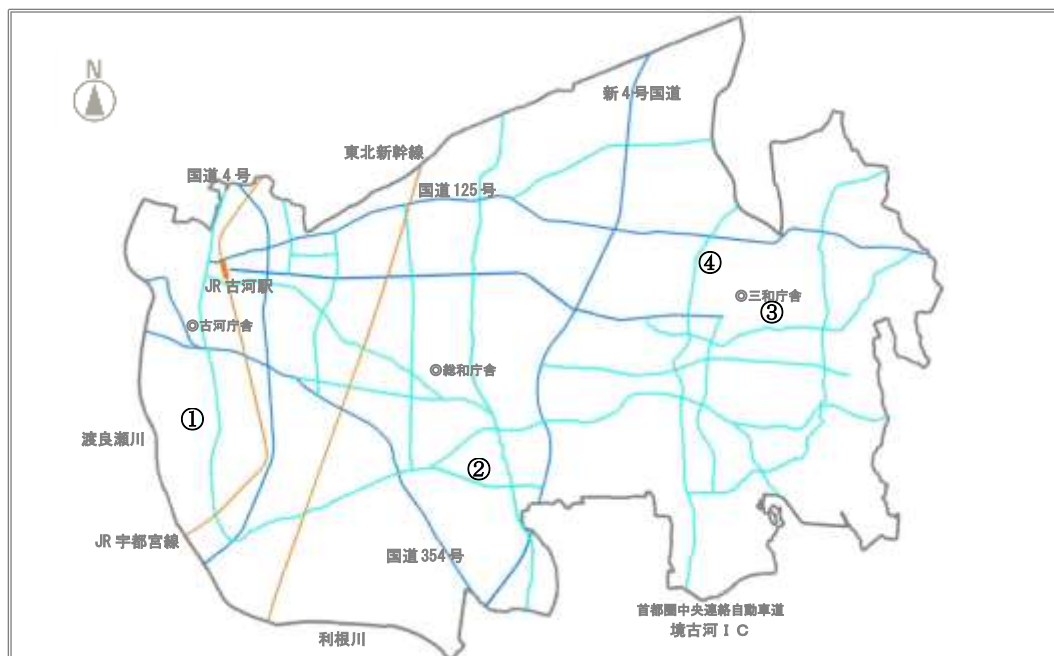 N
新4号国道
東北新幹線
国道4号
国道125号
④
JR古河駅
◎三和庁舎
③
◎古河庁舎
◎総和庁舎
①
渡良瀬川
②
JR宇都宮線
国道354号
首都圏中央連絡自動車道
利根川
境古河ＩＣ